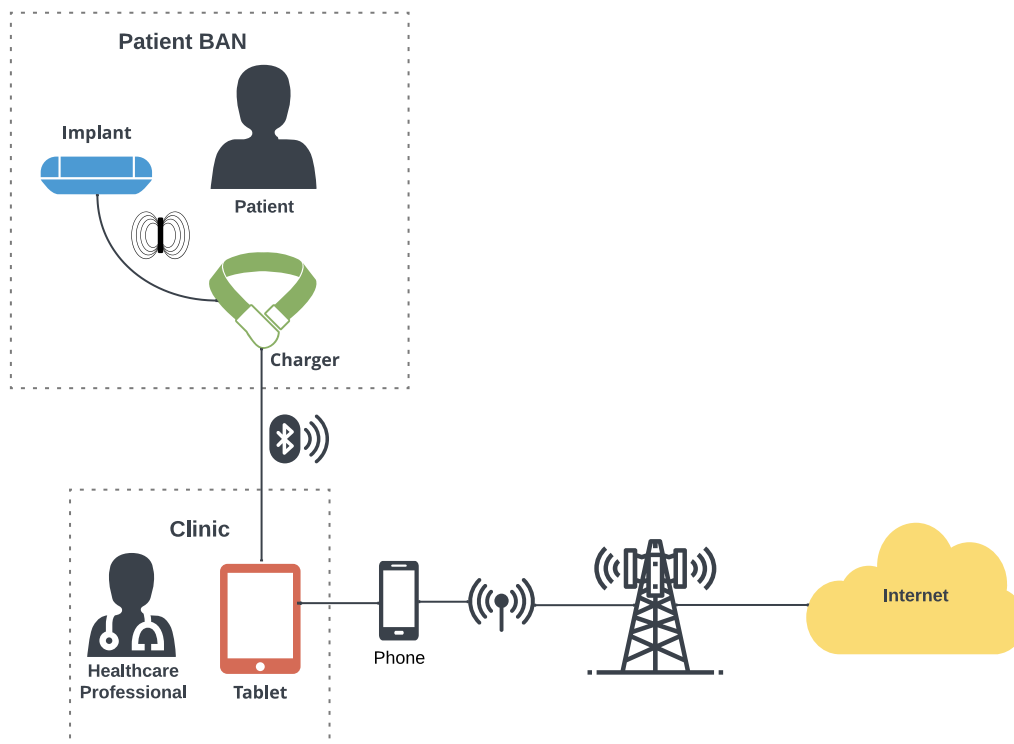 Patient BAN
Implant
Patient
Charger
Clinic
Healthcare
Professional
Tablet
Phone
Internet